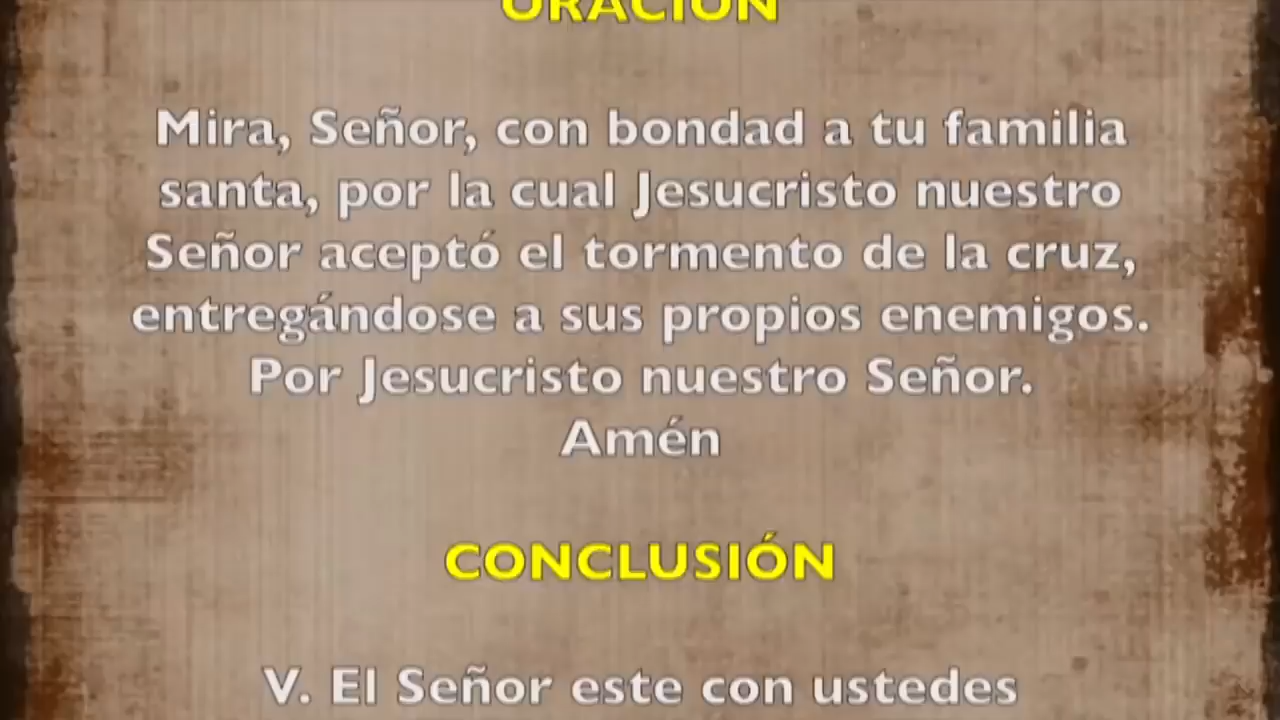 ORACIÓN
Mira, Señor, con bondad a tu familia
santa, por la cual Jesucristo nuestro
Señor aceptó el tormento de la cruz,
entregándose a sus propios enemigos.
Por Jesucristo nuestro Señor.
Amén
CONCLUSIÓN
V. El Señor este con ustedes